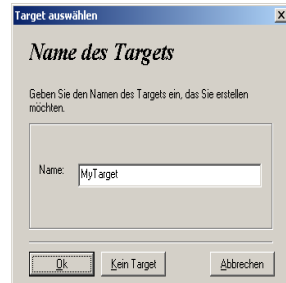 Target auswählen
Name des Targets
Geben Sie den Namen des Targets ein, das Sie erstellen
möchten.
Name: MyTarget
Ok Kein Target Abbrechen